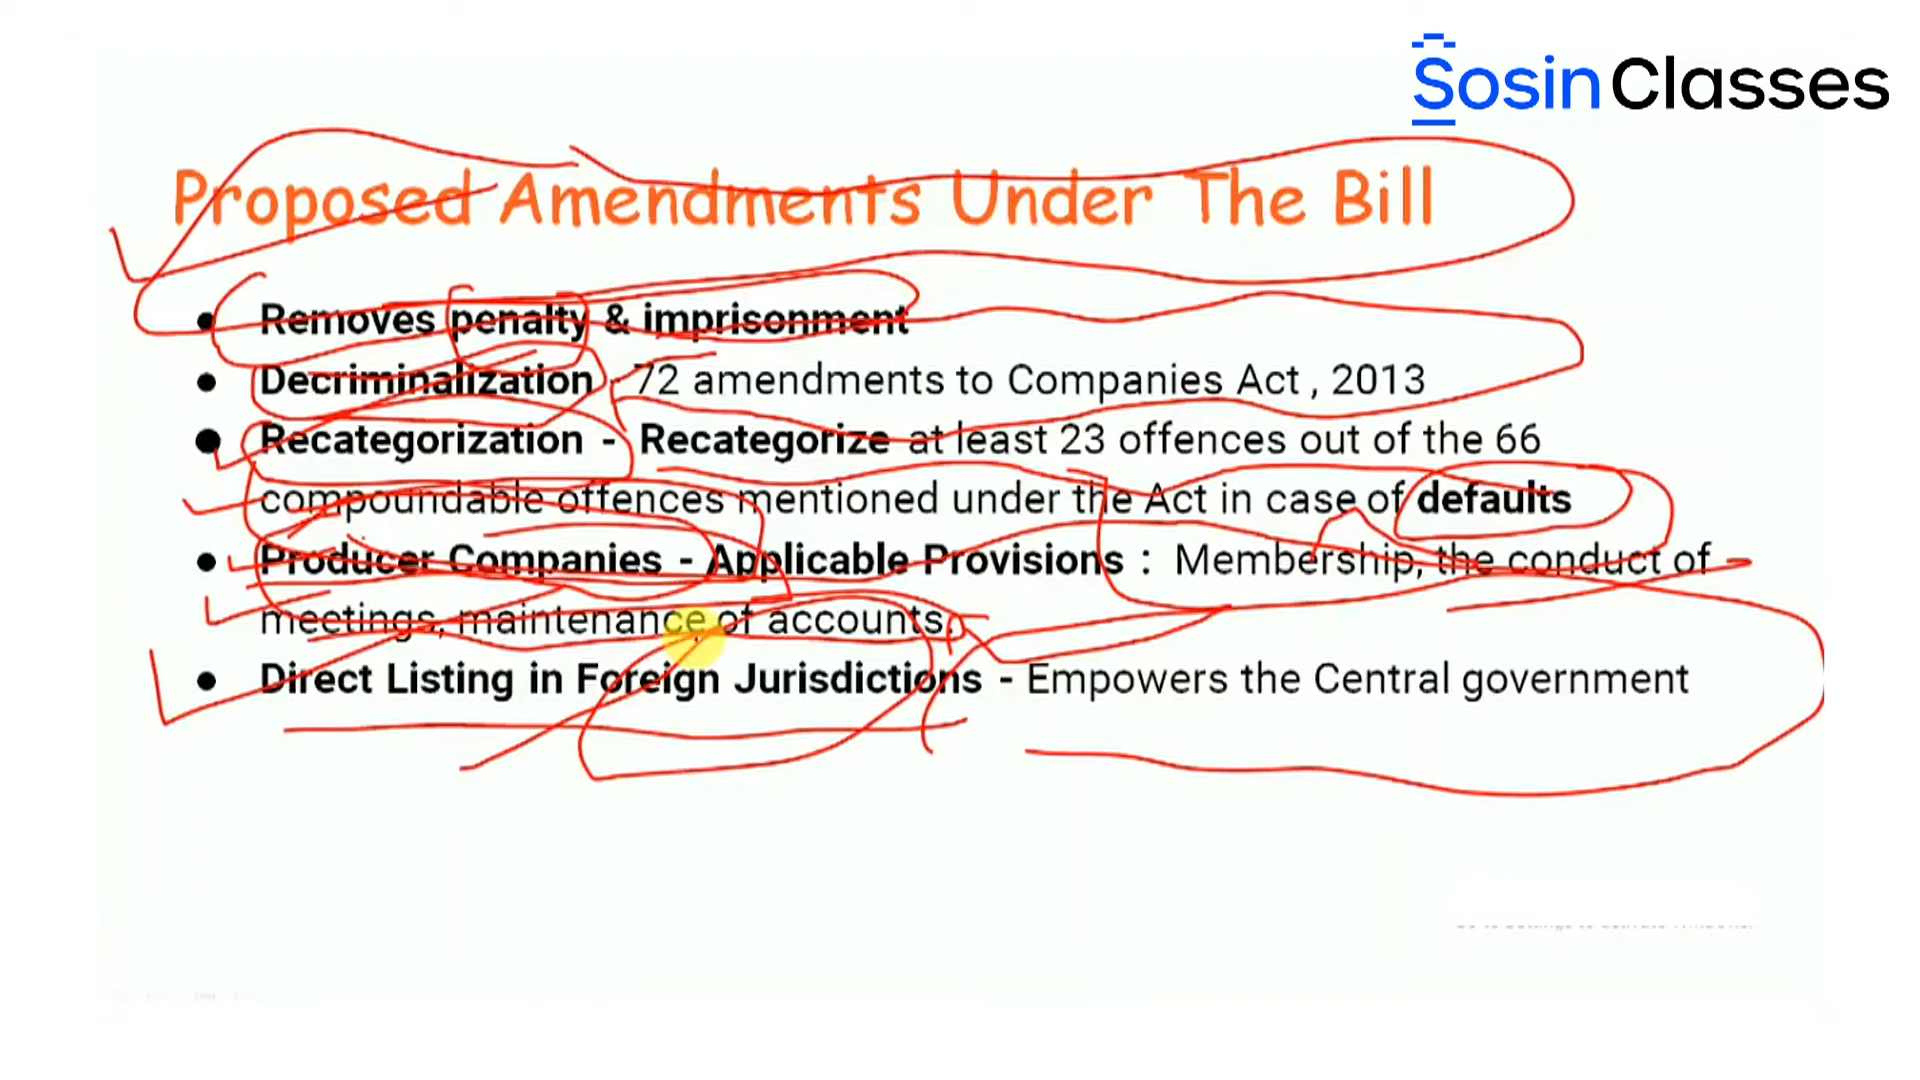 Sosin Classes
Proposed Amendments Under The Bill
● Removes penalty & imprisonment
● Decriminalization - 72 amendments to Companies Act , 2013
● Recategorization - Recategorize at least 23 offences out of the 66
compoundable offences mentioned under the Act in case of defaults
● Producer Companies - Applicable Provisions : Membership, the conduct of
meetings, maintenance of accounts,
● Direct Listing in Foreign Jurisdictions - Empowers the Central government